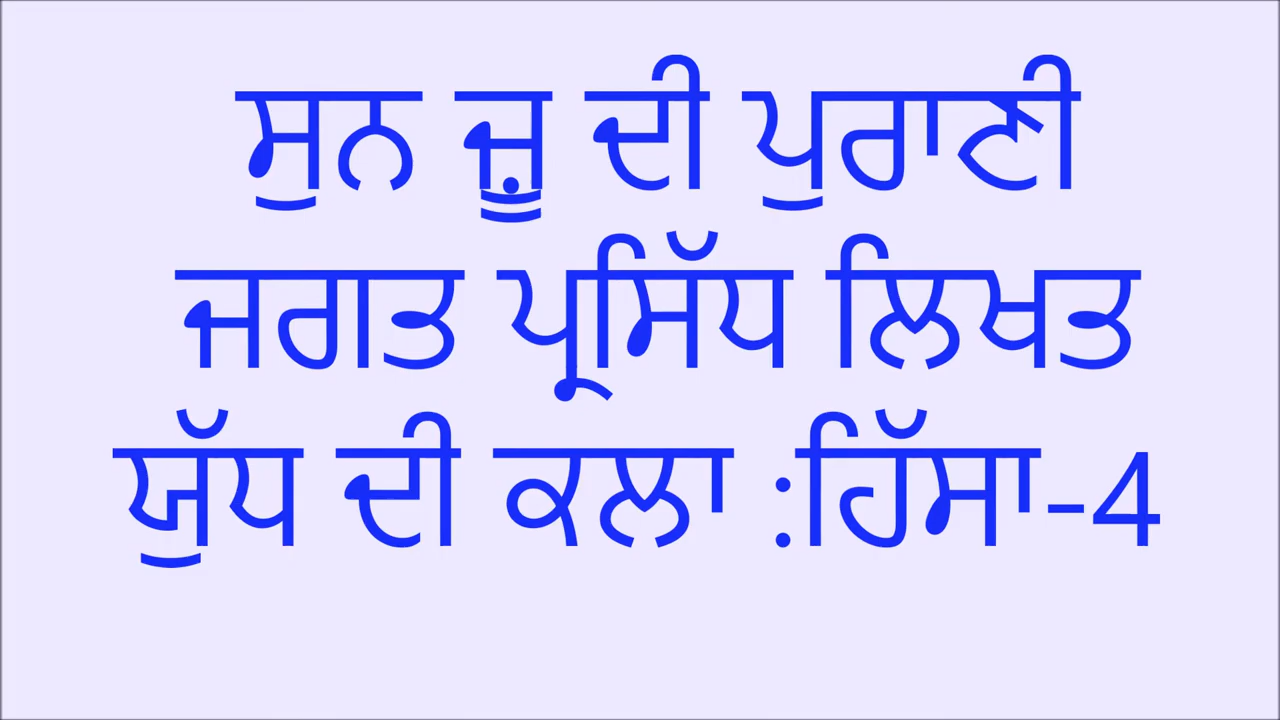 ਸੁਨ ਜ਼ੂ ਦੀ ਪੁਰਾਣੀ
ਜਗਤ ਪ੍ਰਸਿੱਧ ਲਿਖਤ
ਯੁੱਧ ਦੀ ਕਲਾ :ਹਿੱਸਾ-4